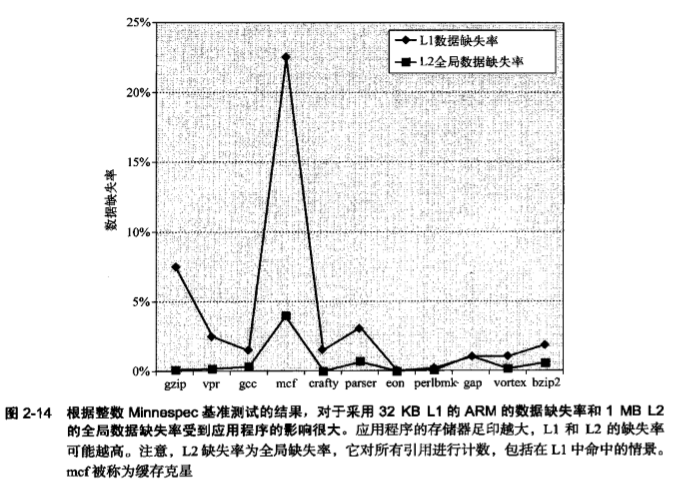 25%
20%
15%
10%
5%
0%
数据缺失率
L1数据缺失率
L2全局数据缺失率
gzip vpr gcc mcf crafty parser eon perlbmk gap vortex bzip2
图 2-14 根据整数 Minnespec 基准测试的结果，对于采用 32 KB L1 的 ARM 的数据缺失率和 1 MB L2
的全局数据缺失率受到应用程序的影响很大。应用程序的存储器足印越大，L1 和 L2 的缺失率
可能越高。注意，L2 缺失率为全局缺失率，它对所有引用进行计数，包括在 L1 中命中的情景。
mcf 被称为缓存克星